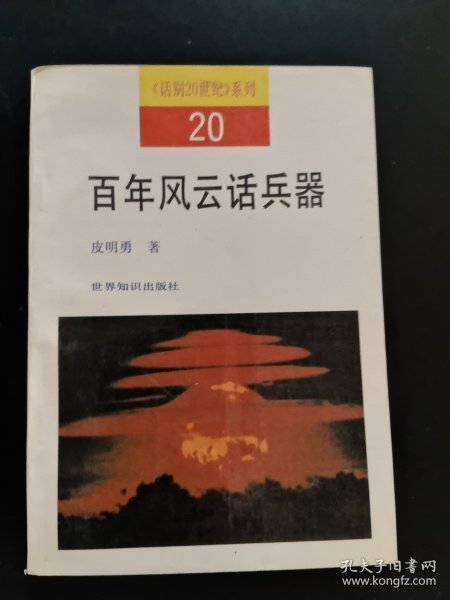 《话别20世纪》系列
20
百年风云话兵器
皮明勇 著
世界知识出版社
孔夫子旧书网
www.kongfz.com